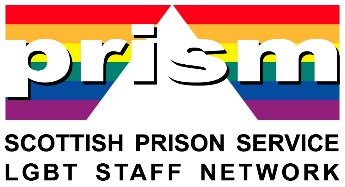 prism
SCOTTISH PRISON SERVICE
LGBT STAFF NETWORK